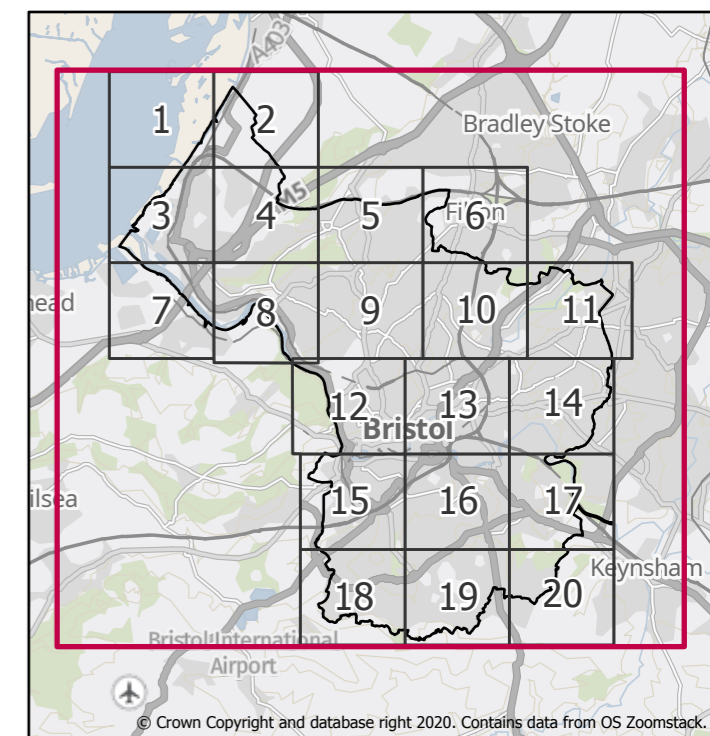 A403
1
2
Bradley Stoke
M5
3
4
5
Filton
6
ead
7
8
9
10
11
12
13
14
Bristol
ilsea
15
16
17
Keynsham
18
19
20
Bristol International
Airport
© Crown Copyright and database right 2020. Contains data from OS Zoomstack.